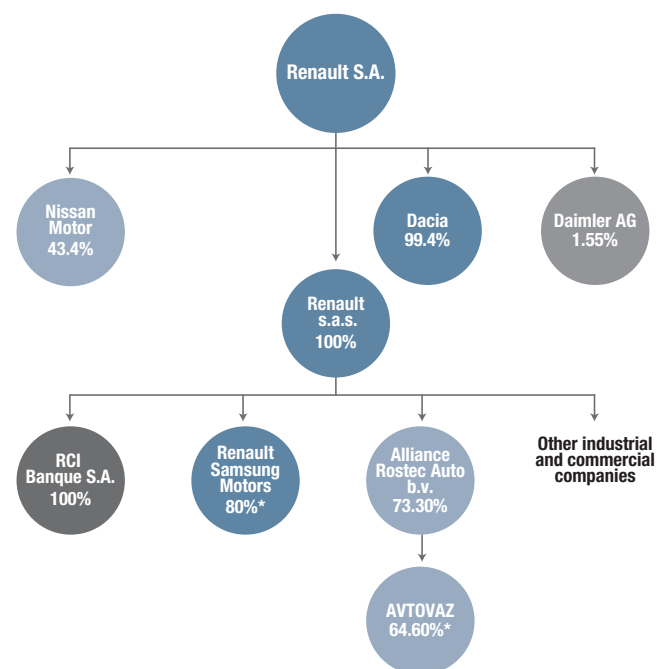 Renault S.A.
Nissan
Motor
43.4%
Dacia
99.4%
Daimler AG
1.55%
Renault
s.a.s.
100%
RCI
Banque S.A.
100%
Renault
Samsung
Motors
80%*
Alliance
Rostec Auto
b.v.
73.30%
Other industrial
and commercial
companies
AVTOVAZ
64.60%*